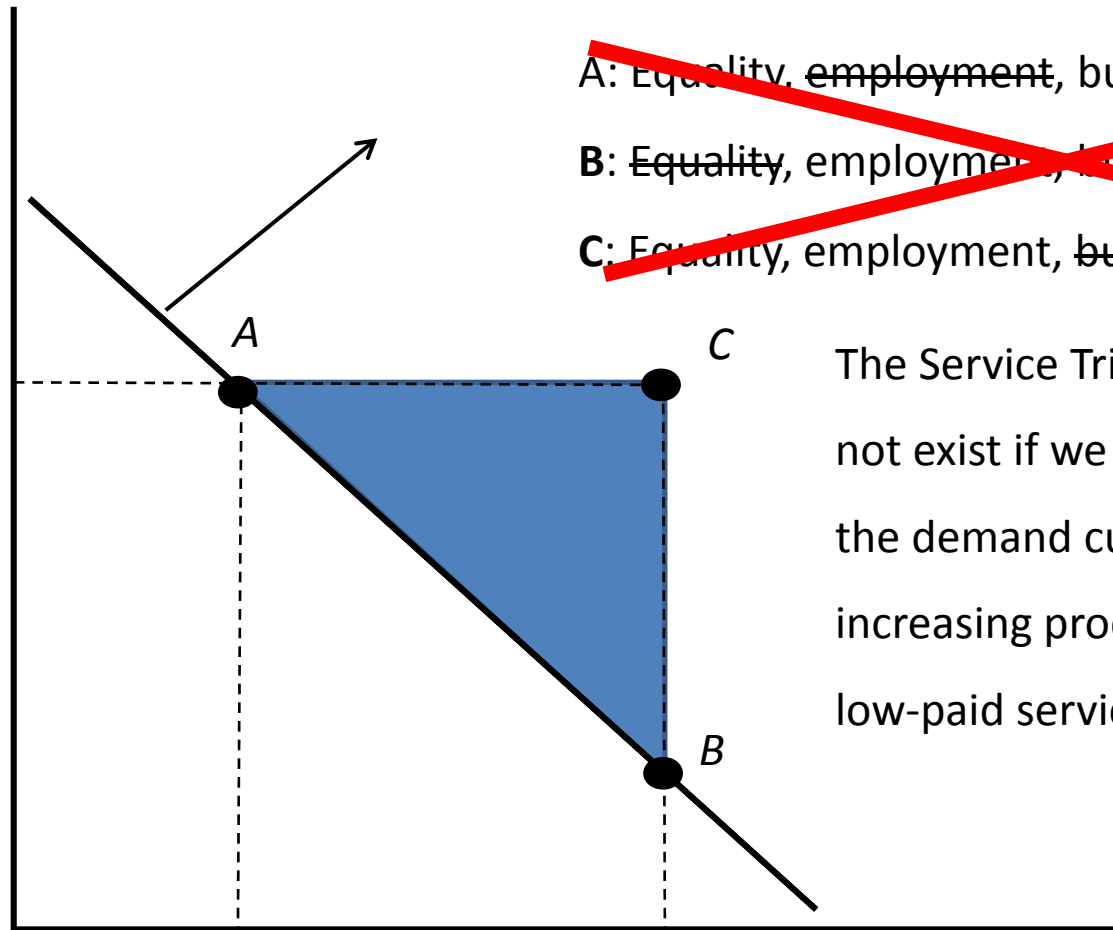 A: Equality, employment, bu
B: Equality, employment, b
C: Equality, employment, bu
A
C
The Service Tri
not exist if we
the demand cu
increasing pro
low-paid servi
B